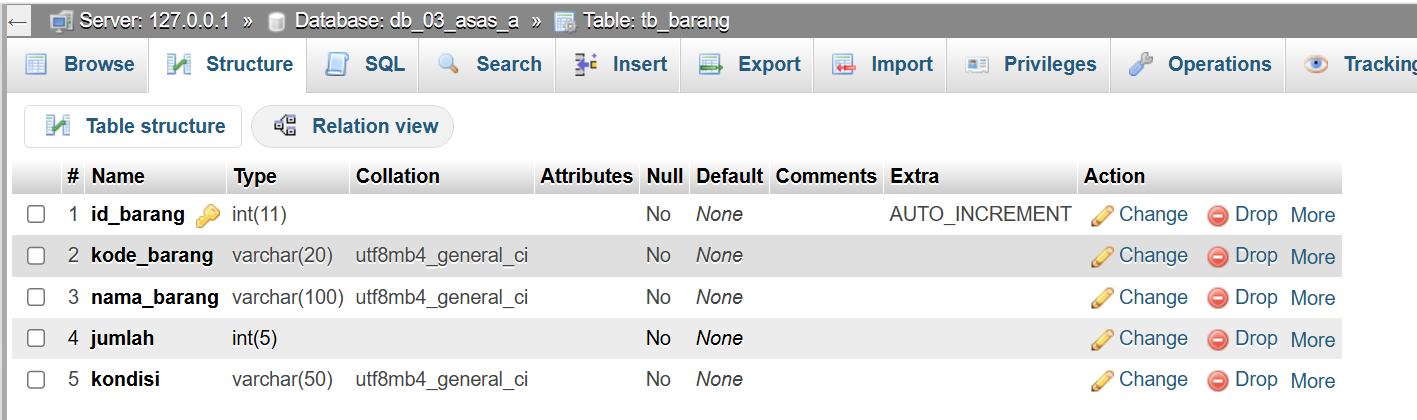 ← Server: 127.0.0.1 » Database: db_03_asas_a » Table: tb_barang
Browse Structure SQL Search Insert Export Import Privileges Operations Tracking
Table structure Relation view
# Name Type Collation Attributes Null Default Comments Extra Action
1 id_barang int(11) No None AUTO_INCREMENT Change Drop More
2 kode_barang varchar(20) utf8mb4_general_ci No None Change Drop More
3 nama_barang varchar(100) utf8mb4_general_ci No None Change Drop More
4 jumlah int(5) No None Change Drop More
5 kondisi varchar(50) utf8mb4_general_ci No None Change Drop More